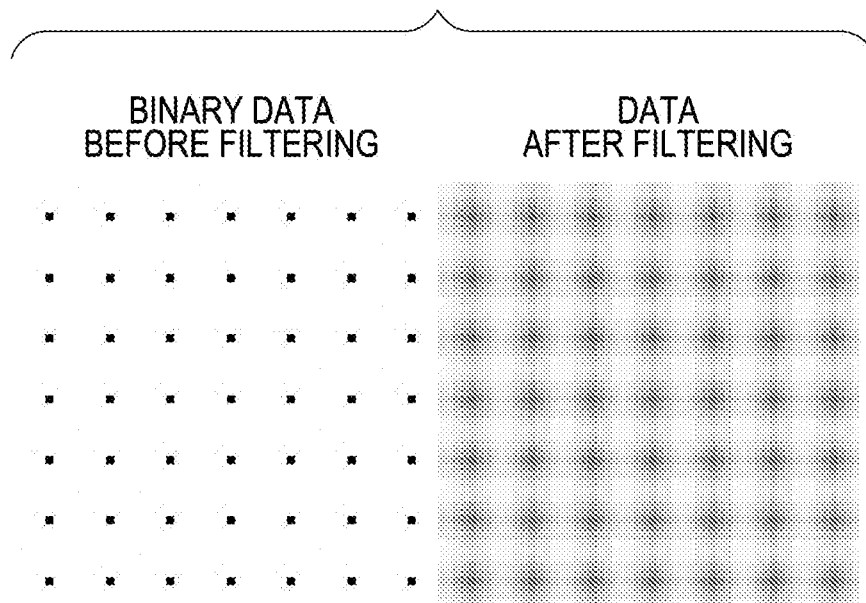 BINARY DATA
BEFORE FILTERING
DATA
AFTER FILTERING